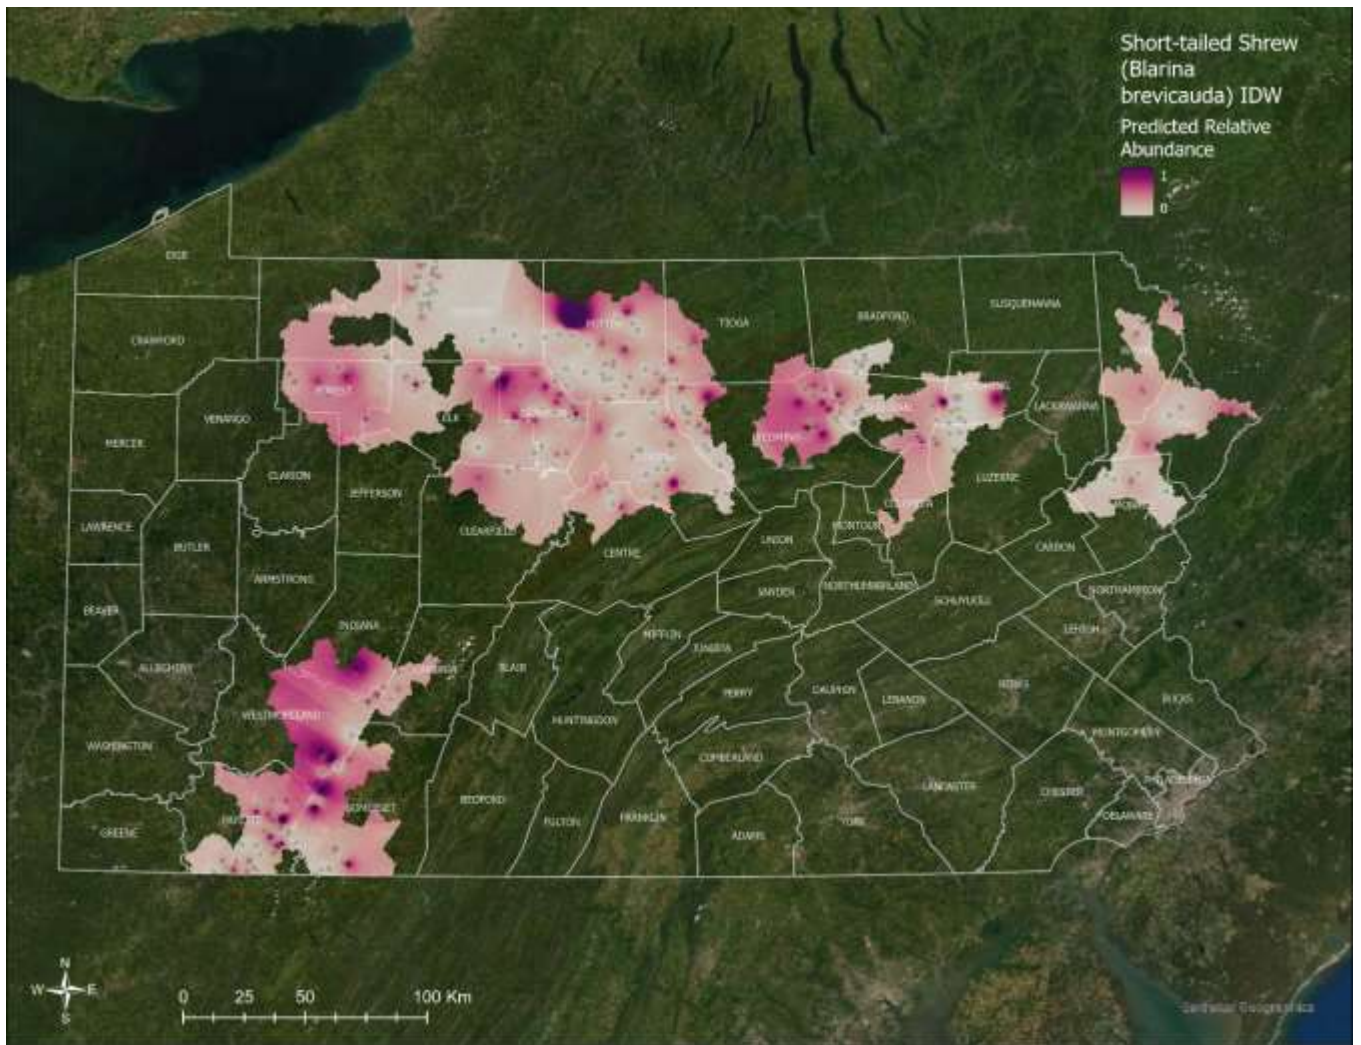 Short-tailed Shrew
(Blarina
brevicauda) IDW
Predicted Relative
Abundance
1
0
ERIE
SUSQUEHANNA
BRADFORD
TIOGA
POTTER
CRAWFORD
VENANGO
ELK
LACKAWANNA
MERCER
LYCOMING
CLARION
JEFFERSON
LUZERNE
COLUMBIA
LAWRENCE
CLEARFIELD
MONTOUR
UNION
CENTRE
CARBON
BUTLER
ARMSTRONG
SNYDER
NORTHUMBERLAND
SCHUYLKILL
NORTHAMPTON
BEAVER
INDIANA
MIFFLIN
JUNIATA
LEHIGH
ALLEGHENY
CAMBRIA
BLAIR
PERRY
DAUPHIN
LEBANON
BERKS
BUCKS
WESTMORELAND
HUNTINGDON
MONTGOMERY
WASHINGTON
CUMBERLAND
LANCASTER
CHESTER
PHILADELPHIA
BEDFORD
SOMERSET
FAYETTE
FULTON
FRANKLIN
DELAWARE
GREENE
ADAMS
YORK
N
W E
S
0 25 50 100 Km
Earthstar Geographics